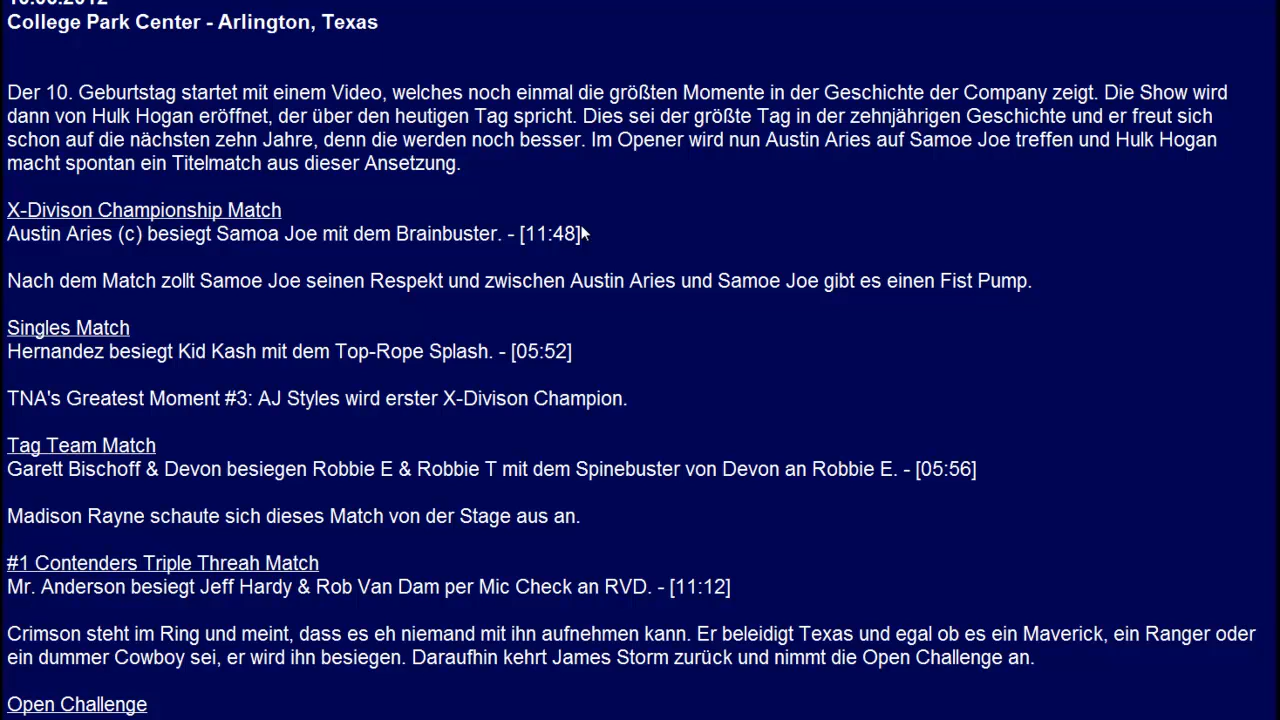 10.06.2012
College Park Center - Arlington, Texas
Der 10. Geburtstag startet mit einem Video, welches noch einmal die größten Momente in der Geschichte der Company zeigt. Die Show wird
dann von Hulk Hogan eröffnet, der über den heutigen Tag spricht. Dies sei der größte Tag in der zehnjährigen Geschichte und er freut sich
schon auf die nächsten zehn Jahre, denn die werden noch besser. Im Opener wird nun Austin Aries auf Samoe Joe treffen und Hulk Hogan
macht spontan ein Titelmatch aus dieser Ansetzung.
X-Divison Championship Match
Austin Aries (c) besiegt Samoa Joe mit dem Brainbuster. - [11:48]
Nach dem Match zollt Samoe Joe seinen Respekt und zwischen Austin Aries und Samoe Joe gibt es einen Fist Pump.
Singles Match
Hernandez besiegt Kid Kash mit dem Top-Rope Splash. - [05:52]
TNA's Greatest Moment #3: AJ Styles wird erster X-Divison Champion.
Tag Team Match
Garett Bischoff & Devon besiegen Robbie E & Robbie T mit dem Spinebuster von Devon an Robbie E. - [05:56]
Madison Rayne schaute sich dieses Match von der Stage aus an.
#1 Contenders Triple Threah Match
Mr. Anderson besiegt Jeff Hardy & Rob Van Dam per Mic Check an RVD. - [11:12]
Crimson steht im Ring und meint, dass es eh niemand mit ihn aufnehmen kann. Er beleidigt Texas und egal ob es ein Maverick, ein Ranger oder
ein dummer Cowboy sei, er wird ihn besiegen. Daraufhin kehrt James Storm zurück und nimmt die Open Challenge an.
Open Challenge